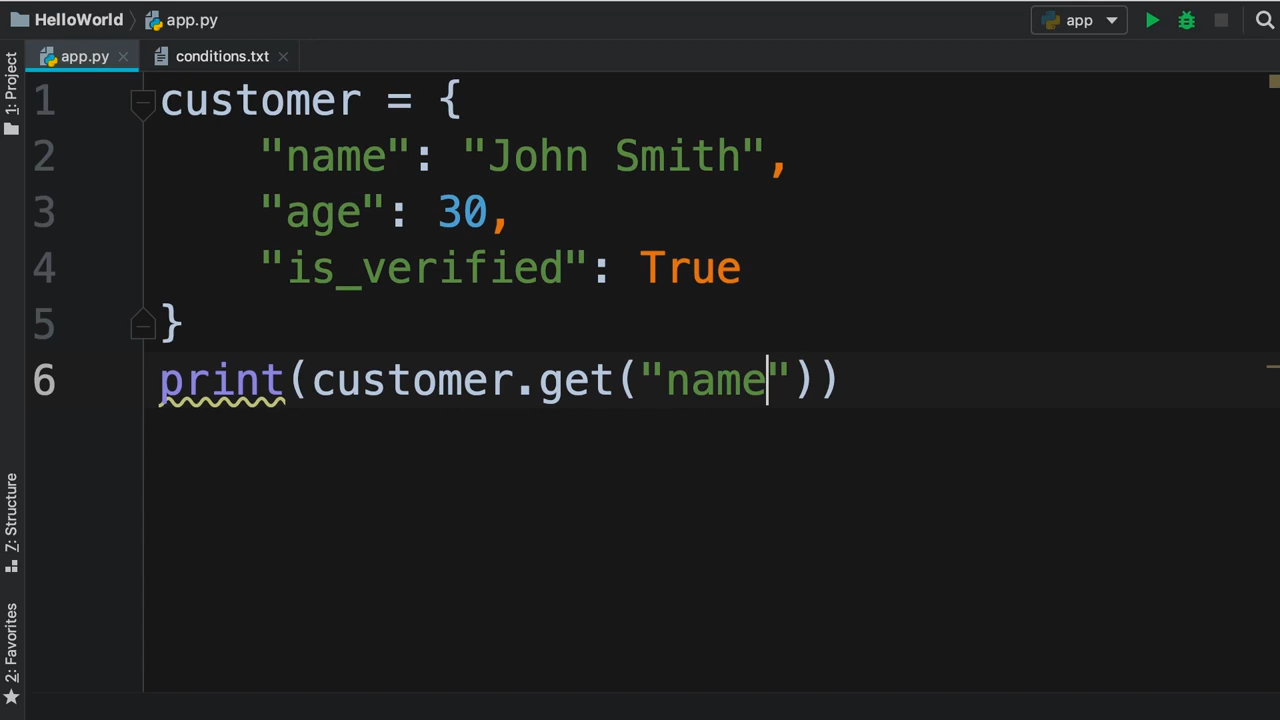 HelloWorld app.py app
1: Project
app.py conditions.txt
1 customer = {
2 "name": "John Smith",
3 "age": 30,
4 "is_verified": True
5 }
6 print(customer.get("name"))
7: Structure
2: Favorites